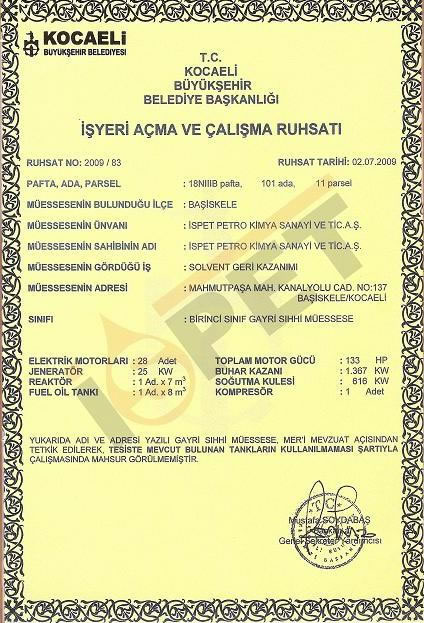 KOCAELİ
BÜYÜKŞEHİR BELEDİYESİ
T.C.
KOCAELİ
BÜYÜKŞEHİR
BELEDİYE BAŞKANLIĞI
İŞYERİ AÇMA VE ÇALIŞMA RUHSATI
RUHSAT NO: 2009 / 83 RUHSAT TARİHİ: 02.07.2009
PAFTA, ADA, PARSEL : 18NIIIB pafta, 101 ada, 11 parsel
MÜESSESENİN BULUNDUĞU İLÇE : BAŞİSKELE
MÜESSESENİN ÜNVANI : İSPET PETRO KİMYA SANAYİ VE TİC.A.Ş.
MÜESSESENİN SAHİBİNİN ADI : İSPET PETRO KİMYA SANAYİ VE TİC.A.Ş.
MÜESSESENİN GÖRDÜĞÜ İŞ : SOLVENT GERİ KAZANIMI
MÜESSESENİN ADRESİ : MAHMUTPAŞA MAH. KANALYOLU CAD. NO:137
BAŞİSKELE/KOCAELİ
SINIFI : BİRİNCİ SINIF GAYRİ SIHHİ MÜESSESE
ELEKTRİK MOTORLARI : 28 Adet TOPLAM MOTOR GÜCÜ : 133 HP
JENERATÖR : 25 KW BUHAR KAZANI : 1.367 KW
REAKTÖR : 1 Ad. x 7 m³ SOĞUTMA KULESİ : 616 KW
FUEL OIL TANKI : 1 Ad. x 8 m³ KOMPRESÖR : 1 Adet
YUKARIDA ADI VE ADRESİ YAZILI GAYRİ SIHHİ MÜESSESE, MER'İ MEVZUAT AÇISINDAN
TETKİK EDİLEREK, TESİSTE MEVCUT BULUNAN TANKLARIN KULLANILMAMASI ŞARTIYLA
ÇALIŞMASINDA MAHSUR GÖRÜLMEMİŞTİR.
Mustafa SOYDABAŞ
Genel Sekreter Yardımcısı
İSPET